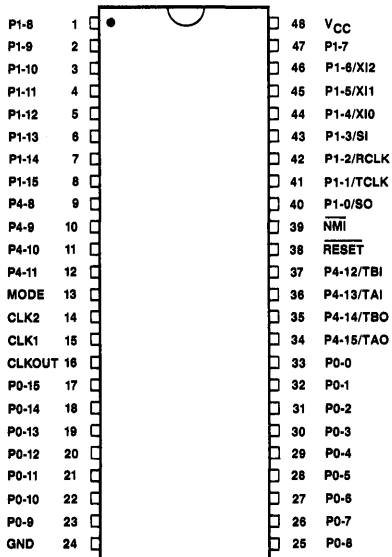 P1-8 1 48 VCC
P1-9 2 47 P1-7
P1-10 3 46 P1-6/XI2
P1-11 4 45 P1-5/XI1
P1-12 5 44 P1-4/XI0
P1-13 6 43 P1-3/SI
P1-14 7 42 P1-2/RCLK
P1-15 8 41 P1-1/TCLK
P4-8 9 40 P1-0/SO
P4-9 10 39 NMI
P4-10 11 38 RESET
P4-11 12 37 P4-12/TBI
MODE 13 36 P4-13/TAI
CLK2 14 35 P4-14/TBO
CLK1 15 34 P4-15/TAO
CLKOUT 16 33 P0-0
P0-15 17 32 P0-1
P0-14 18 31 P0-2
P0-13 19 30 P0-3
P0-12 20 29 P0-4
P0-11 21 28 P0-5
P0-10 22 27 P0-6
P0-9 23 26 P0-7
GND 24 25 P0-8